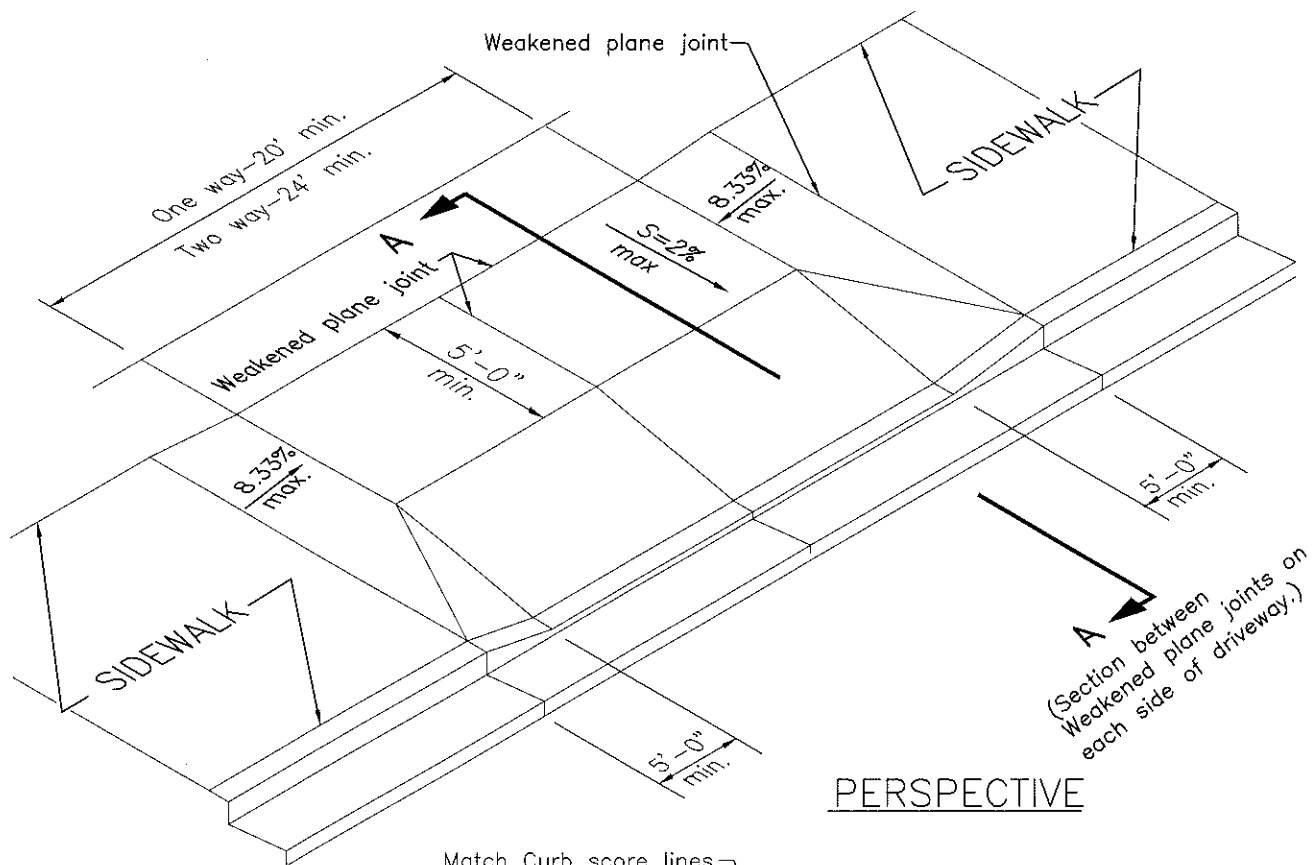 Weakened plane joint
One way-20' min.
Two way-24' min.
SIDEWALK
8.33%
max.
A
S=2%
max
Weakened plane joint
5'-0"
min.
8.33%
max.
5'-0"
min.
SIDEWALK
A
(Section between
Weakened plane joints on
each side of driveway.)
5'-0"
min.
PERSPECTIVE
Match Curb score lines